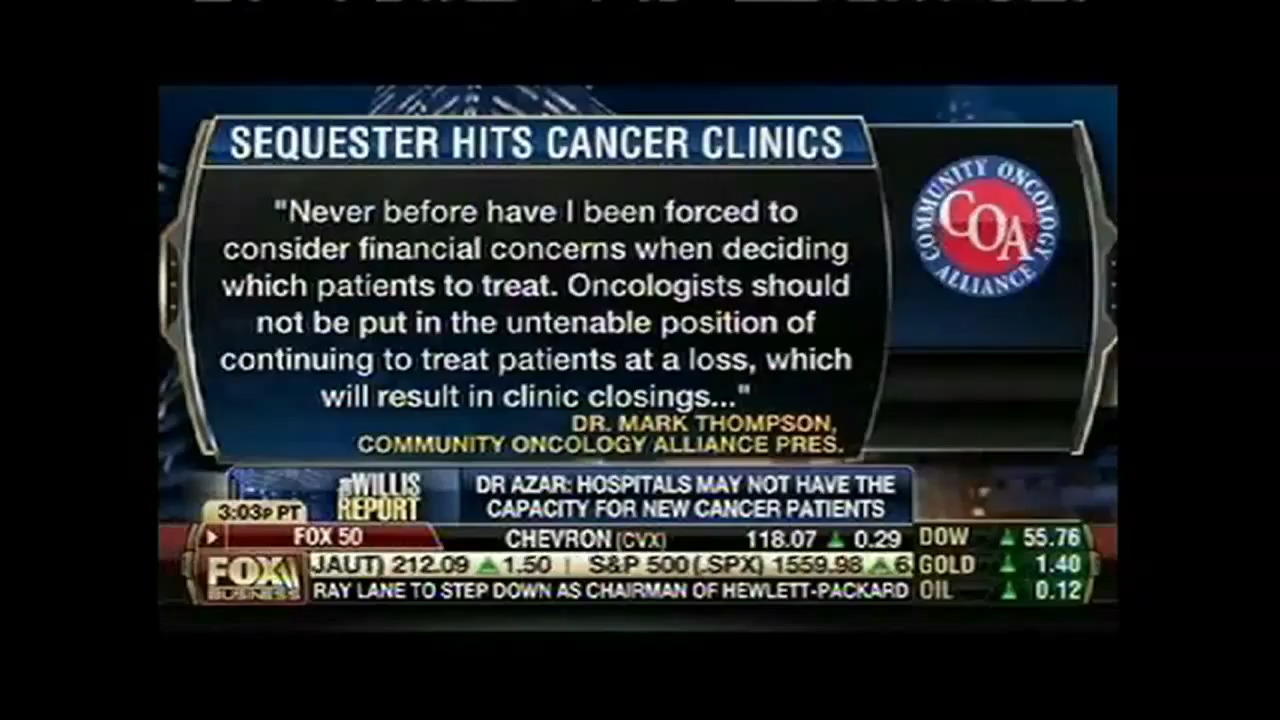 SEQUESTER HITS CANCER CLINICS
"Never before have I been forced to
consider financial concerns when deciding
which patients to treat. Oncologists should
not be put in the untenable position of
continuing to treat patients at a loss, which
will result in clinic closings..."
DR. MARK THOMPSON,
COMMUNITY ONCOLOGY ALLIANCE PRES.
COMMUNITY ONCOLOGY
COA
ALLIANCE
WILLIS
REPORT
DR AZAR: HOSPITALS MAY NOT HAVE THE
CAPACITY FOR NEW CANCER PATIENTS
3:03P PT
FOX 50
CHEVRON (CVX) 118.07 ▲ 0.29
DOW ▲ 55.76
FOX
BUSINESS
JAUT) 212.09 ▲ 1.50 | S&P 500 (.SPX) 1559.98 ▲ 6
GOLD ▲ 1.40
RAY LANE TO STEP DOWN AS CHAIRMAN OF HEWLETT-PACKARD
OIL ▲ 0.12